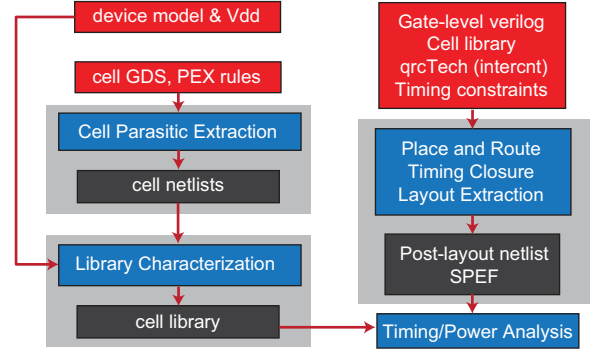 device model & Vdd
cell GDS, PEX rules
Cell Parasitic Extraction
cell netlists
Library Characterization
cell library
Gate-level verilog
Cell library
qrcTech (intercnt)
Timing constraints
Place and Route
Timing Closure
Layout Extraction
Post-layout netlist
SPEF
Timing/Power Analysis